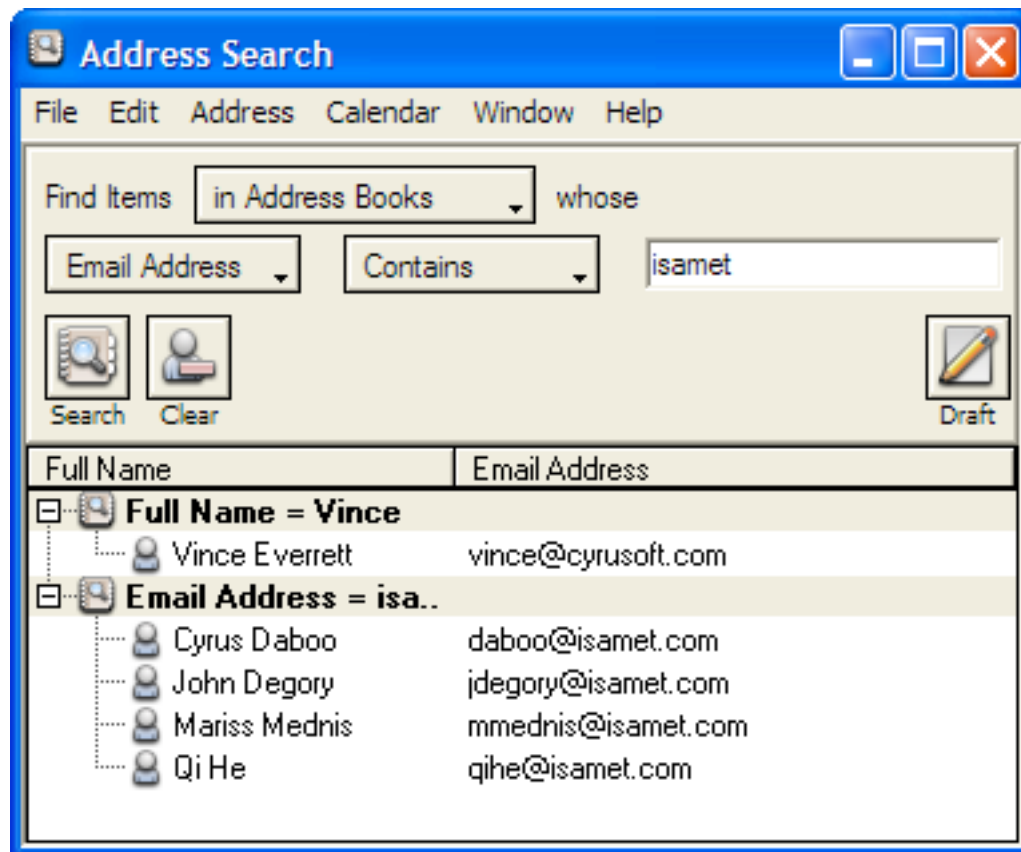 Address Search
File Edit Address Calendar Window Help
Find Items in Address Books whose
Email Address Contains isamet
Search Clear Draft
Full Name Email Address
Full Name = Vince
Vince Everrett vince@cyrusoft.com
Email Address = isa..
Cyrus Daboo daboo@isamet.com
John Degory jdegory@isamet.com
Mariss Mednis mmednis@isamet.com
Qi He qihe@isamet.com